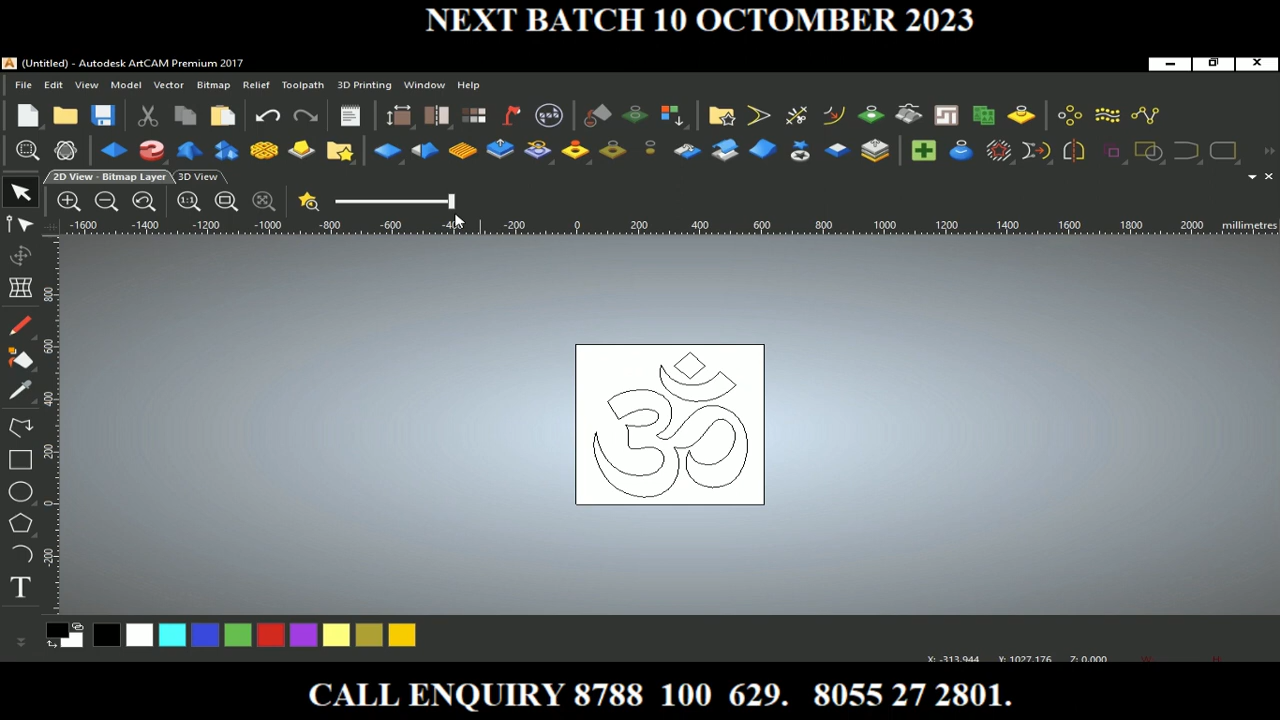 NEXT BATCH 10 OCTOMBER 2023
(Untitled) - Autodesk ArtCAM Premium 2017
File Edit View Model Vector Bitmap Relief Toolpath 3D Printing Window Help
2D View - Bitmap Layer 3D View
1:1
-1600 -1400 -1200 -1000 -800 -600 -400 -200 0 200 400 600 800 1000 1200 1400 1600 1800 2000 millimetres
800
600
400
200
0
-200
ॐ
T
X: -313.944 Y: 1027.176 Z: 0.000 W: H:
CALL ENQUIRY 8788 100 629. 8055 27 2801.